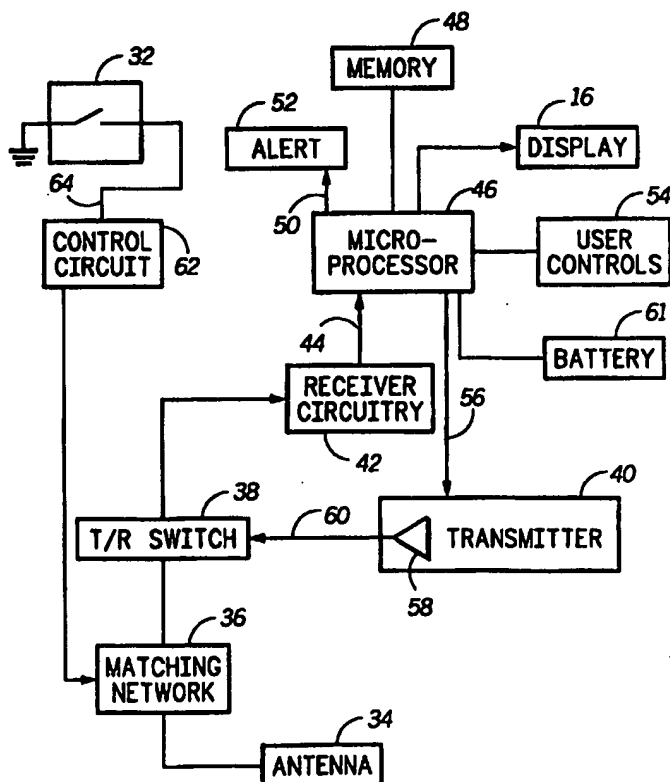 48
MEMORY
32
52
ALERT
16
DISPLAY
64
50
46
MICRO-
PROCESSOR
54
USER
CONTROLS
CONTROL
CIRCUIT
62
61
BATTERY
44
RECEIVER
CIRCUITRY
42
56
38
T/R SWITCH
60
40
TRANSMITTER
58
36
MATCHING
NETWORK
34
ANTENNA